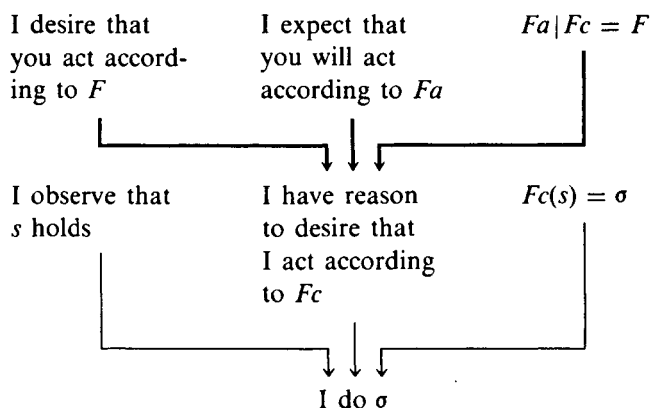 I desire that
you act accord-
ing to F
I expect that
you will act
according to Fa
Fa|Fc = F
I observe that
s holds
I have reason
to desire that
I act according
to Fc
Fc(s) = σ
I do σ